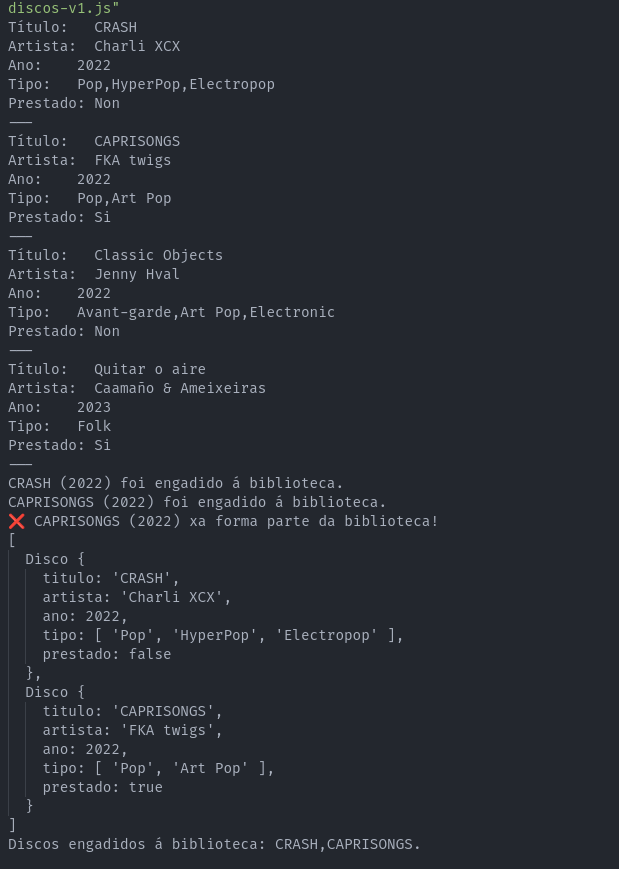 discos-v1.js"
Título:   CRASH
Artista:  Charli XCX
Ano:    2022
Tipo:   Pop,HyperPop,Electropop
Prestado: Non
---
Título:   CAPRISONGS
Artista:  FKA twigs
Ano:    2022
Tipo:   Pop,Art Pop
Prestado: Si
---
Título:   Classic Objects
Artista:  Jenny Hval
Ano:    2022
Tipo:   Avant-garde,Art Pop,Electronic
Prestado: Non
---
Título:   Quitar o aire
Artista:  Caamaño & Ameixeiras
Ano:    2023
Tipo:   Folk
Prestado: Si
---
CRASH (2022) foi engadido á biblioteca.
CAPRISONGS (2022) foi engadido á biblioteca.
❌ CAPRISONGS (2022) xa forma parte da biblioteca!
[
  Disco {
    titulo: 'CRASH',
    artista: 'Charli XCX',
    ano: 2022,
    tipo: [ 'Pop', 'HyperPop', 'Electropop' ],
    prestado: false
  },
  Disco {
    titulo: 'CAPRISONGS',
    artista: 'FKA twigs',
    ano: 2022,
    tipo: [ 'Pop', 'Art Pop' ],
    prestado: true
  }
]
Discos engadidos á biblioteca: CRASH,CAPRISONGS.